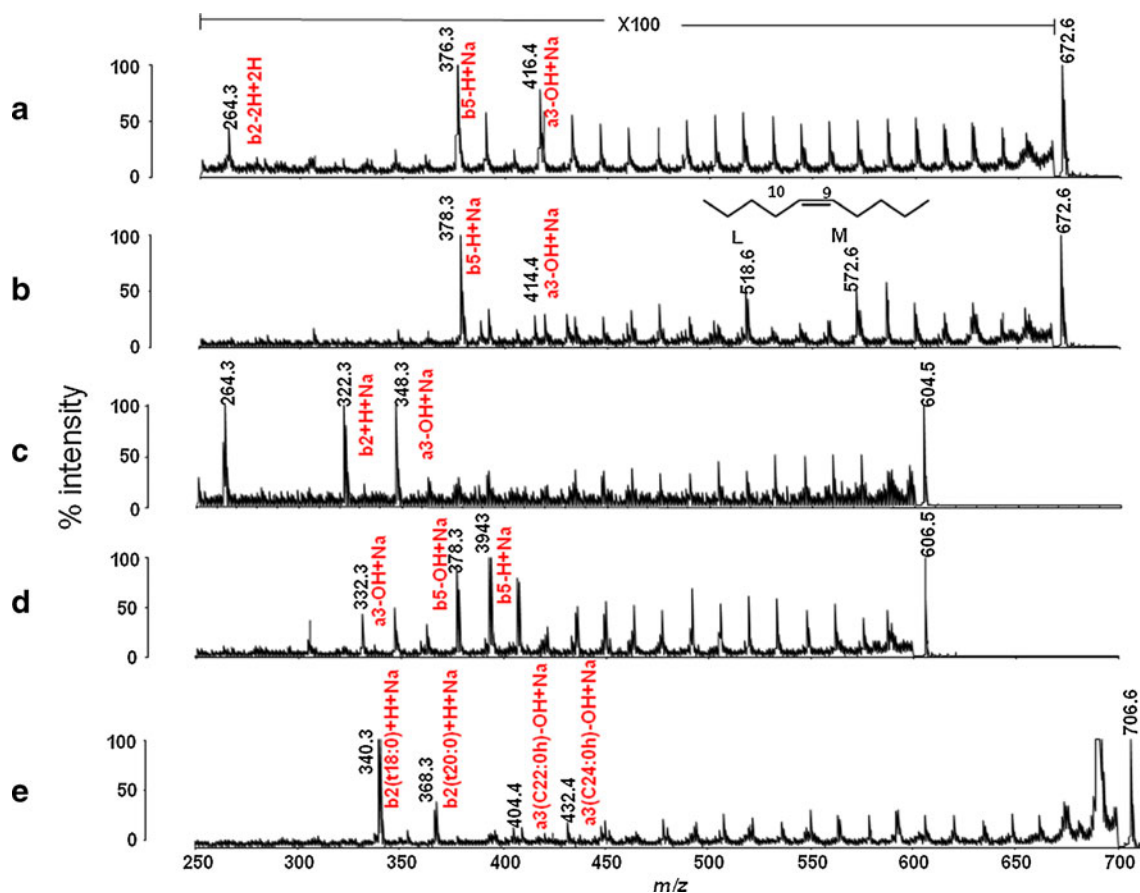 X100
a
100
50
0
264.3
b2-2H+2H
376.3
b5-H+Na
416.4
a3-OH+Na
672.6
b
100
50
0
378.3
b5-H+Na
414.4
a3-OH+Na
10
9
L
M
518.6
572.6
672.6
c
100
50
0
264.3
322.3
b2+H+Na
348.3
a3-OH+Na
604.5
d
100
50
0
332.3
a3-OH+Na
378.3
b5-OH+Na
3943
b5-H+Na
606.5
e
100
50
0
340.3
b2(t18:0)+H+Na
368.3
b2(t20:0)+H+Na
404.4
a3(C22:0h)-OH+Na
432.4
a3(C24:0h)-OH+Na
706.6
% intensity
250 300 350 400 450 500 550 600 650 700
m/z